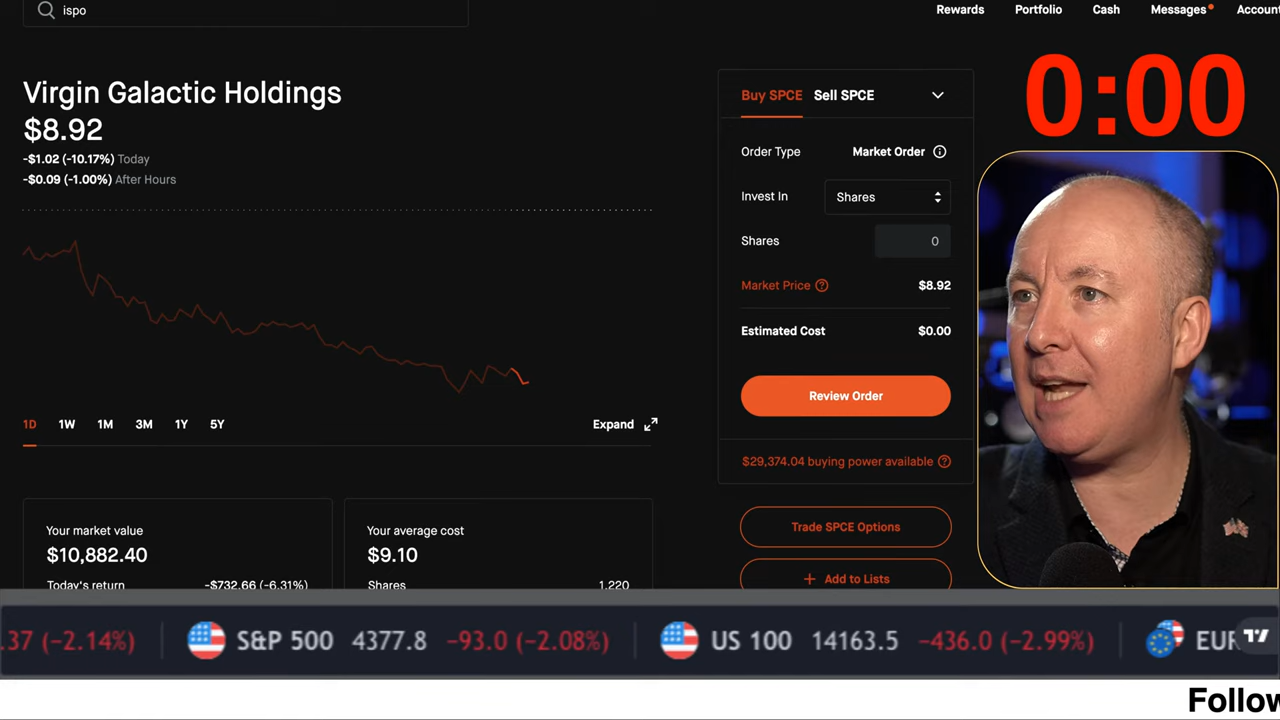 ispo
Rewards Portfolio Cash Messages Account
Virgin Galactic Holdings
$8.92
-$1.02 (-10.17%) Today
-$0.09 (-1.00%) After Hours
1D 1W 1M 3M 1Y 5Y
Expand
Your market value
$10,882.40
Today's return -$732.66 (-6.31%)
Your average cost
$9.10
Shares 1,220
Buy SPCE Sell SPCE
Order Type Market Order
Invest In Shares
Shares 0
Market Price $8.92
Estimated Cost $0.00
Review Order
$29,374.04 buying power available
Trade SPCE Options
+ Add to Lists
0:00
.37 (−2.14%) S&P 500 4377.8 −93.0 (−2.08%) US 100 14163.5 −436.0 (−2.99%) EUR
Follow